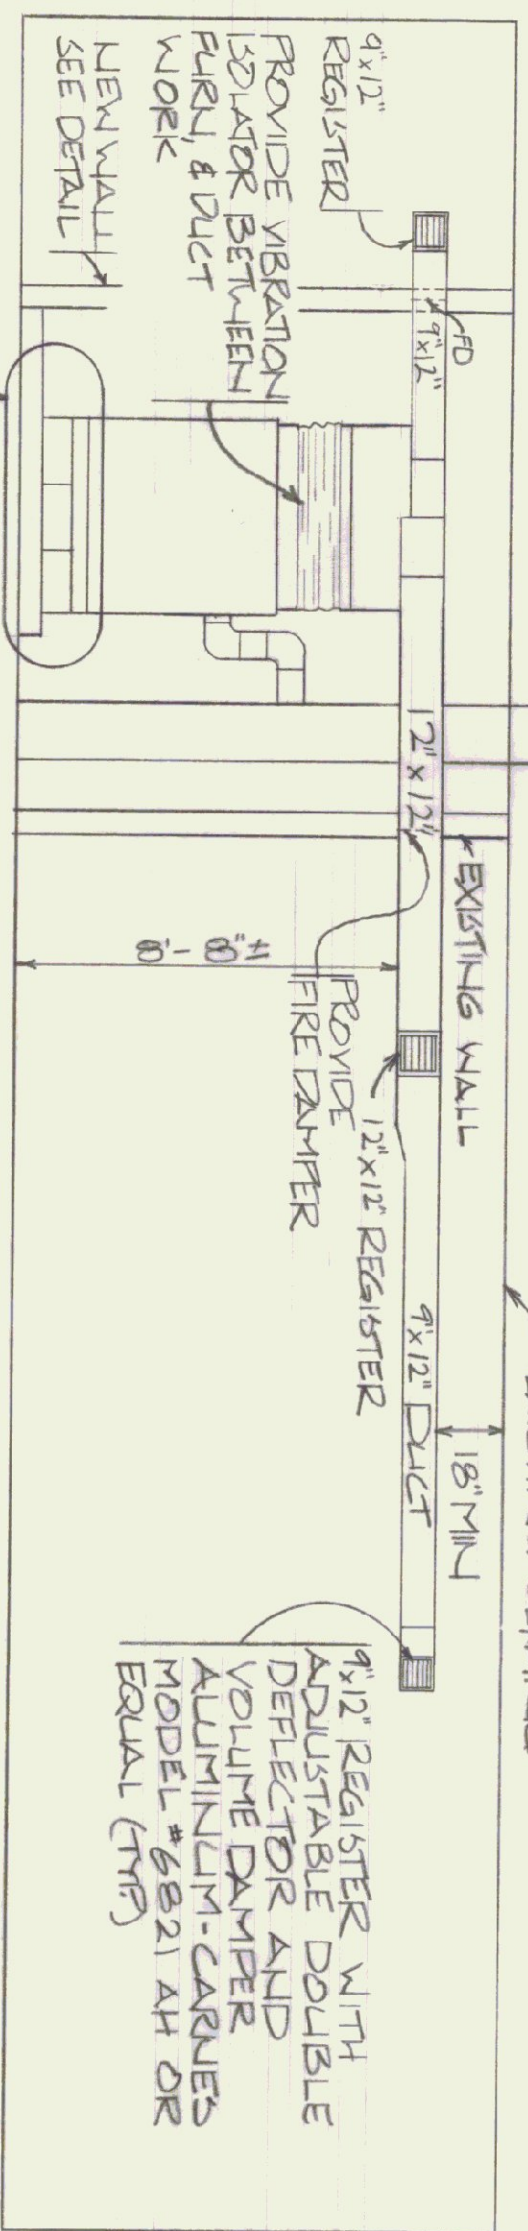 9"x12"
REGISTER
PROVIDE VIBRATION
ISOLATOR BETWEEN
FURN, & DUCT
WORK
NEW WALL
SEE DETAIL
FD
9"x12"
12"x12"
EXISTING WALL
8'-8"±
PROVIDE
FIRE DAMPER
12"x12" REGISTER
9"x12" DUCT
18" MIN
9"x12" REGISTER WITH
ADJUSTABLE DOUBLE
DEFLECTOR AND
VOLUME DAMPER
ALUMINUM-CARNES
MODEL #6821 AH OR
EQUAL (TYP.)